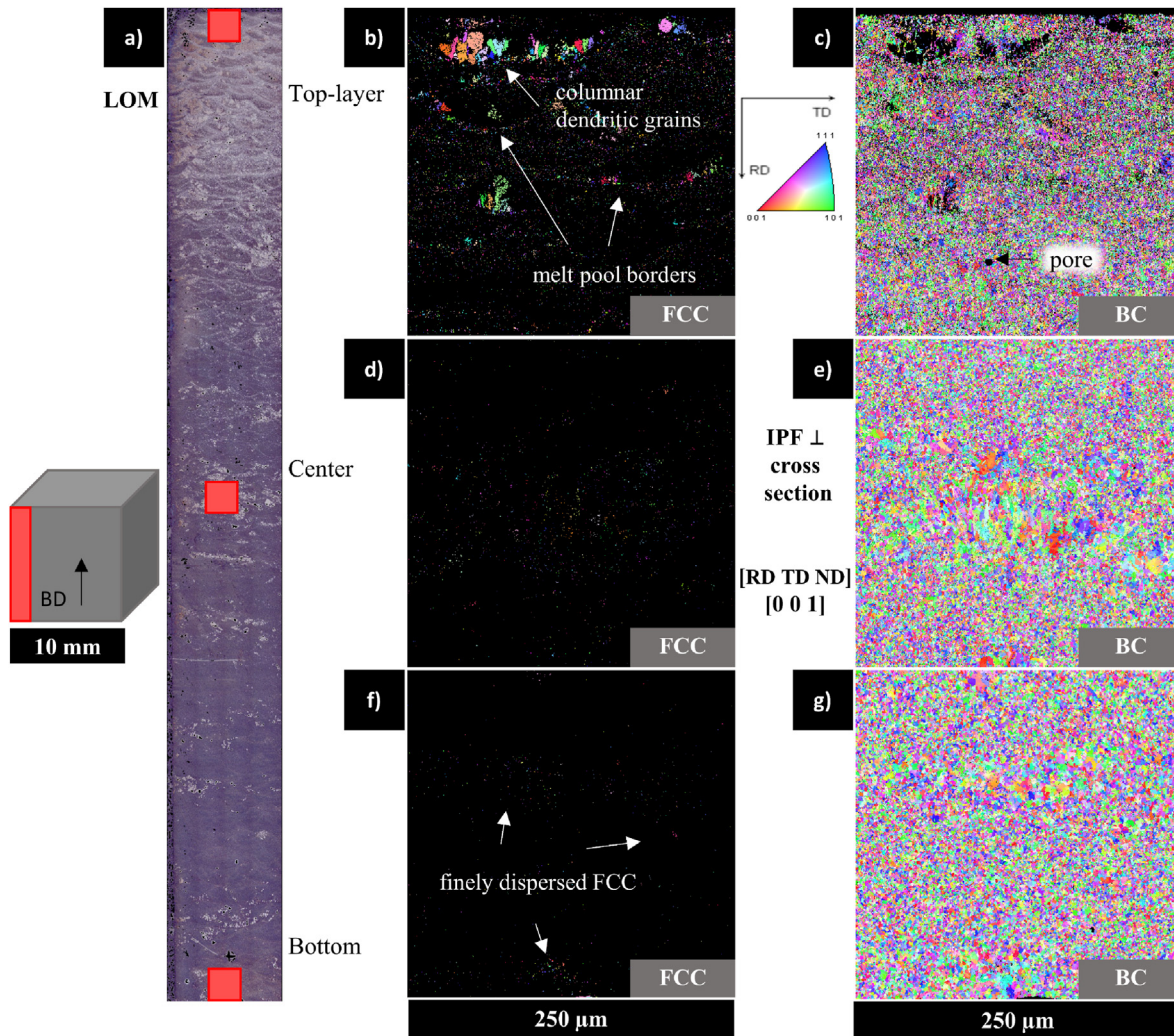 a)
LOM
Top-layer
Center
Bottom
BD
10 mm
b)
columnar
dendritic grains
melt pool borders
FCC
TD
RD
111
001
101
c)
pore
BC
d)
FCC
IPF ⊥
cross
section
[RD TD ND]
[0 0 1]
e)
BC
f)
finely dispersed FCC
FCC
250 µm
g)
BC
250 µm